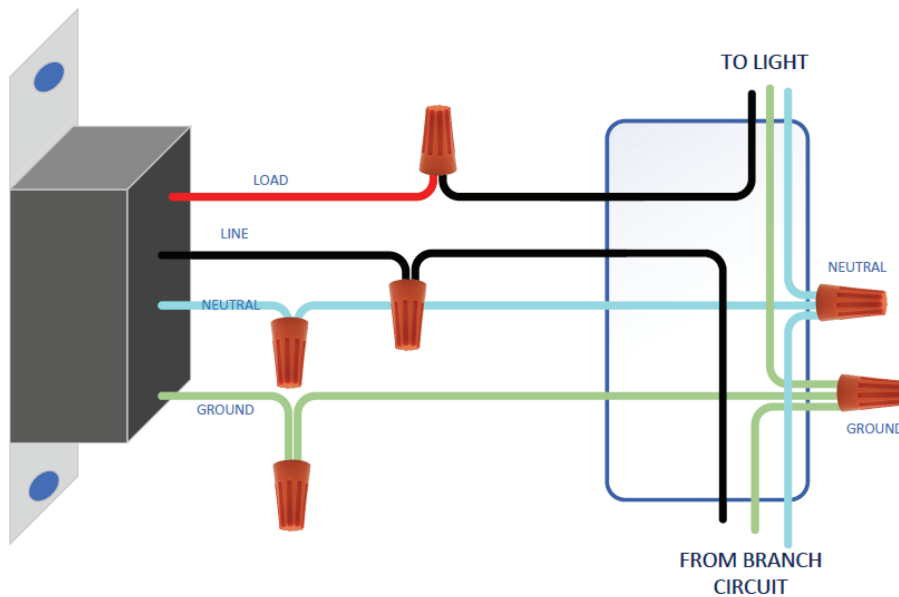 TO LIGHT
LOAD
LINE
NEUTRAL
NEUTRAL
GROUND
GROUND
FROM BRANCH
CIRCUIT